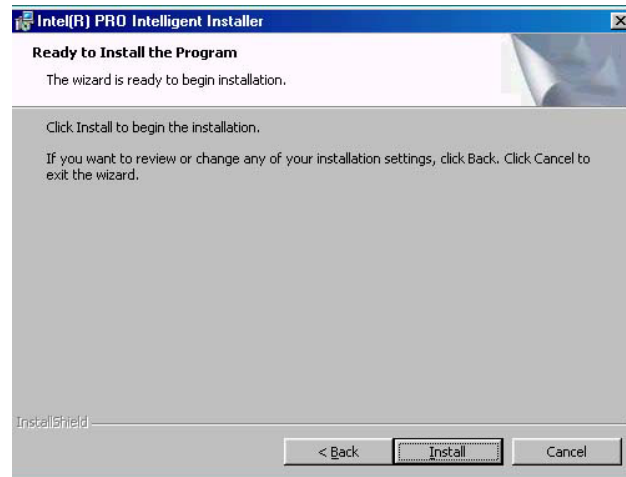 Intel(R) PRO Intelligent Installer
Ready to Install the Program
The wizard is ready to begin installation.
Click Install to begin the installation.
If you want to review or change any of your installation settings, click Back. Click Cancel to
exit the wizard.
InstallShield
< Back
Install
Cancel